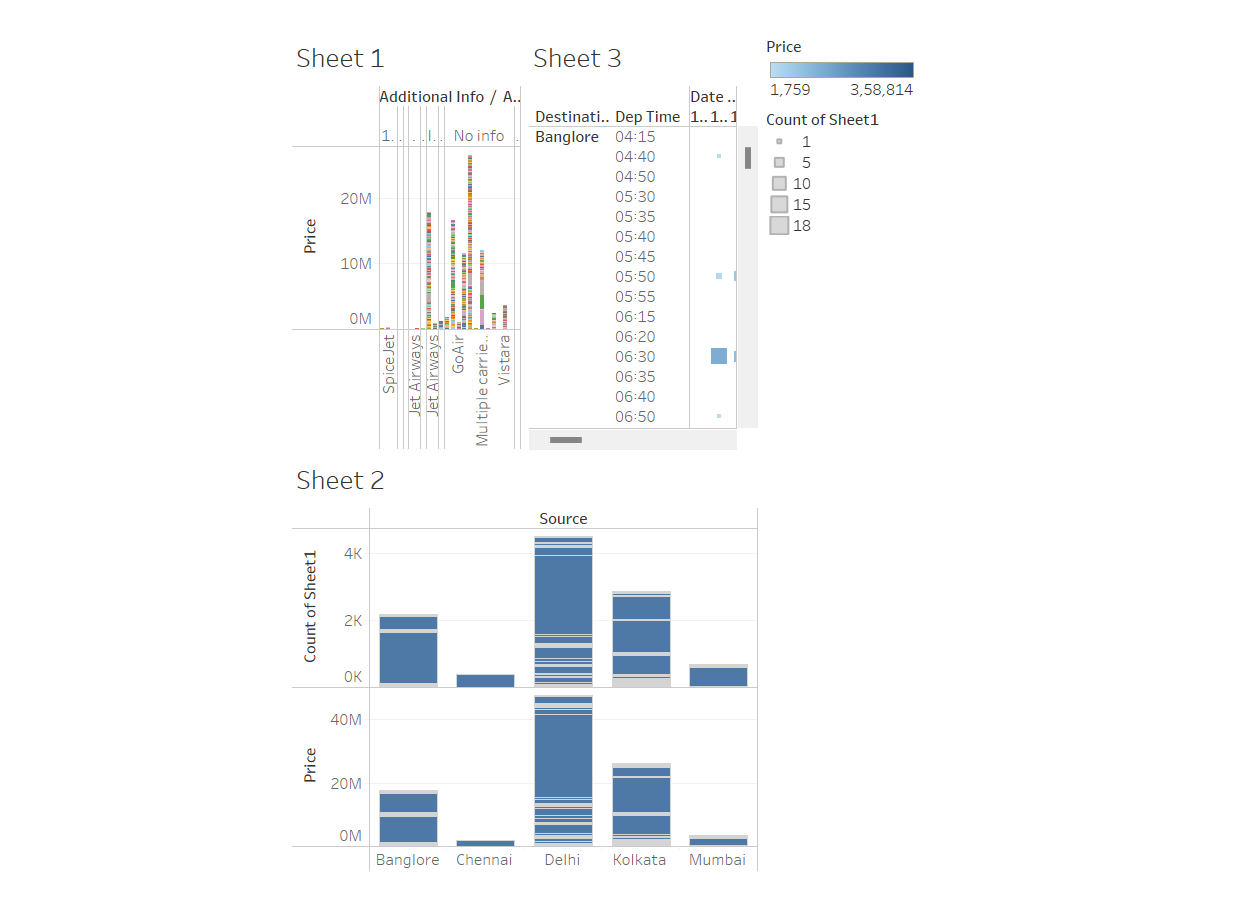 Sheet 1
Additional Info / A..
1.. . . . I.. No info .
Price
20M
10M
0M
SpiceJet
Jet Airways
Jet Airways
GoAir
Multiple carrie..
Vistara
Sheet 3
Date ..
Destinati.. Dep Time 1.. 1.. 1
Banglore 04:15
04:40
04:50
05:30
05:35
05:40
05:45
05:50
05:55
06:15
06:20
06:30
06:35
06:40
06:50
Price
1,759 3,58,814
Count of Sheet1
1
5
10
15
18
Sheet 2
Source
Count of Sheet1
4K
2K
0K
Price
40M
20M
0M
Banglore Chennai Delhi Kolkata Mumbai